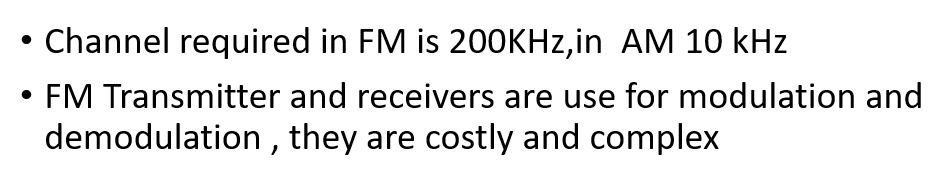 • Channel required in FM is 200KHz,in  AM 10 kHz
• FM Transmitter and receivers are use for modulation and
demodulation , they are costly and complex